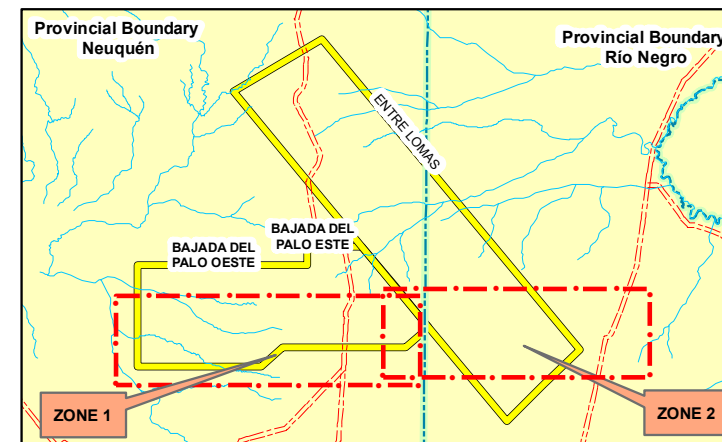 Provincial Boundary
Neuquén
Provincial Boundary
Río Negro
ENTRE LOMAS
BAJADA DEL
PALO ESTE
BAJADA DEL
PALO OESTE
ZONE 1
ZONE 2